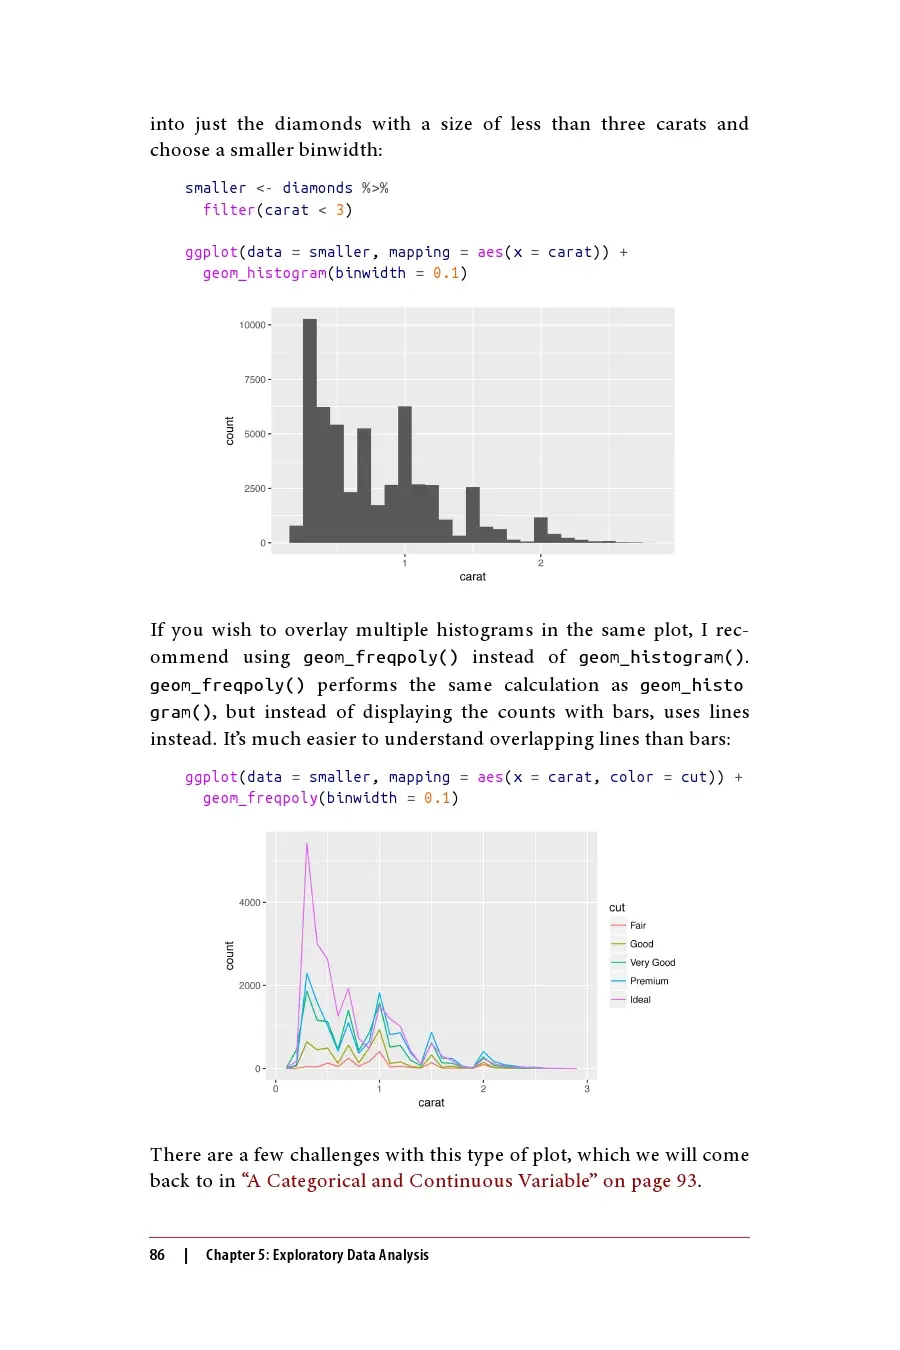 into just the diamonds with a size of less than three carats and
choose a smaller binwidth:
smaller <- diamonds %>%
  filter(carat < 3)
ggplot(data = smaller, mapping = aes(x = carat)) +
  geom_histogram(binwidth = 0.1)
10000
7500
5000
2500
0
count
1 2
carat
If you wish to overlay multiple histograms in the same plot, I rec-
ommend using geom_freqpoly() instead of geom_histogram().
geom_freqpoly() performs the same calculation as geom_histo
gram(), but instead of displaying the counts with bars, uses lines
instead. It’s much easier to understand overlapping lines than bars:
ggplot(data = smaller, mapping = aes(x = carat, color = cut)) +
  geom_freqpoly(binwidth = 0.1)
4000
2000
0
count
0 1 2 3
carat
cut
Fair
Good
Very Good
Premium
Ideal
There are a few challenges with this type of plot, which we will come
back to in “A Categorical and Continuous Variable” on page 93.
86 | Chapter 5: Exploratory Data Analysis